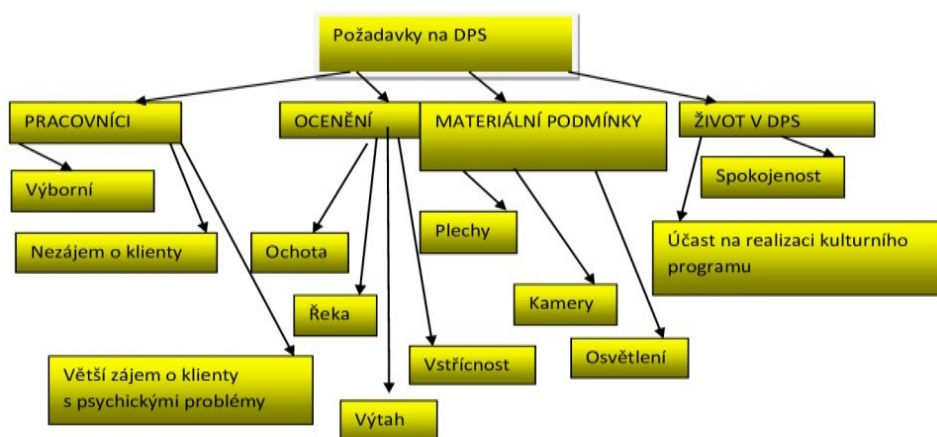 Požadavky na DPS
PRACOVNÍCI
OCENĚNÍ
MATERIÁLNÍ PODMÍNKY
ŽIVOT V DPS
Výborní
Spokojenost
Nezájem o klienty
Ochota
Plechy
Účast na realizaci kulturního
programu
Řeka
Kamery
Větší zájem o klienty
s psychickými problémy
Vstřícnost
Osvětlení
Výtah